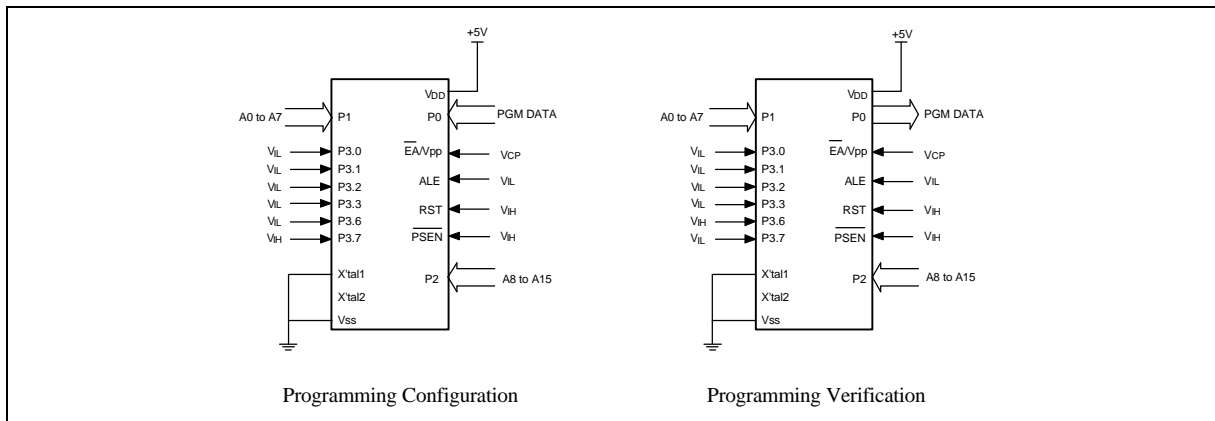 +5V
VDD
A0 to A7 P1 P0 PGM DATA
VIL P3.0 EA/Vpp VCP
VIL P3.1
VIL P3.2 ALE VIL
VIL P3.3 RST VIH
VIL P3.6
VIH P3.7 PSEN VIH
X'tal1 P2 A8 to A15
X'tal2
Vss
Programming Configuration
+5V
VDD
A0 to A7 P1 P0 PGM DATA
VIL P3.0 EA/Vpp VCP
VIL P3.1
VIL P3.2 ALE VIL
VIL P3.3 RST VIH
VIH P3.6
VIL P3.7 PSEN VIH
X'tal1 P2 A8 to A15
X'tal2
Vss
Programming Verification